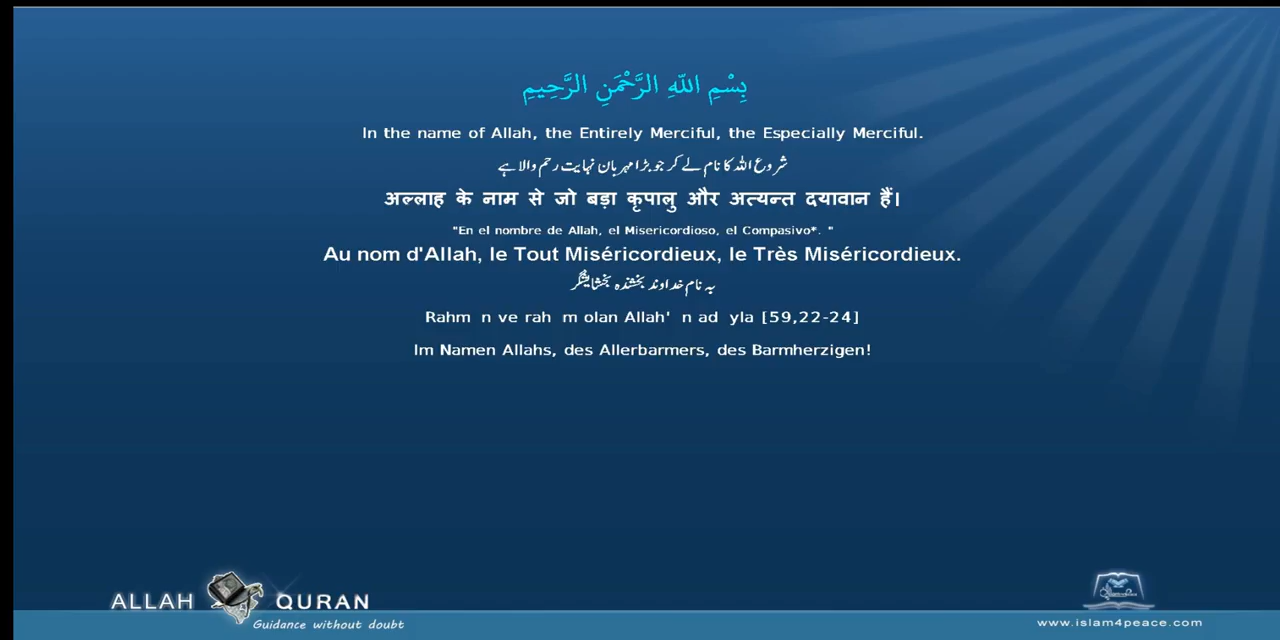 بِسْمِ اللّهِ الرَّحْمَنِ الرَّحِيمِ
In the name of Allah, the Entirely Merciful, the Especially Merciful.
شروع اللہ کا نام لے کر جو بڑا مہربان نہایت رحم والا ہے
अल्लाह के नाम से जो बड़ा कृपालु और अत्यन्त दयावान हैं।
"En el nombre de Allah, el Misericordioso, el Compasivo*. "
Au nom d'Allah, le Tout Miséricordieux, le Très Miséricordieux.
به نام خداوند بخشنده بخشایشگر
Rahm n ve rah m olan Allah' n ad yla [59,22-24]
Im Namen Allahs, des Allerbarmers, des Barmherzigen!
ALLAH QURAN
Guidance without doubt
www.islam4peace.com